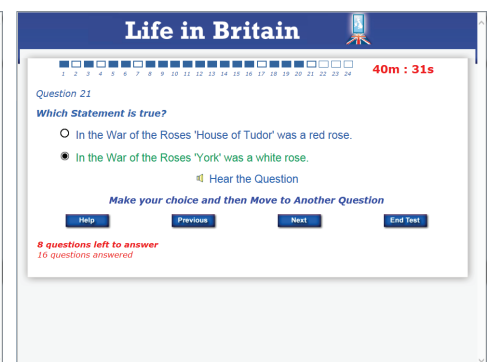 Life in Britain
1 2 3 4 5 6 7 8 9 10 11 12 13 14 15 16 17 18 19 20 21 22 23 24
40m : 31s
Question 21
Which Statement is true?
In the War of the Roses 'House of Tudor' was a red rose.
In the War of the Roses 'York' was a white rose.
Hear the Question
Make your choice and then Move to Another Question
Help Previous Next End Test
8 questions left to answer
16 questions answered